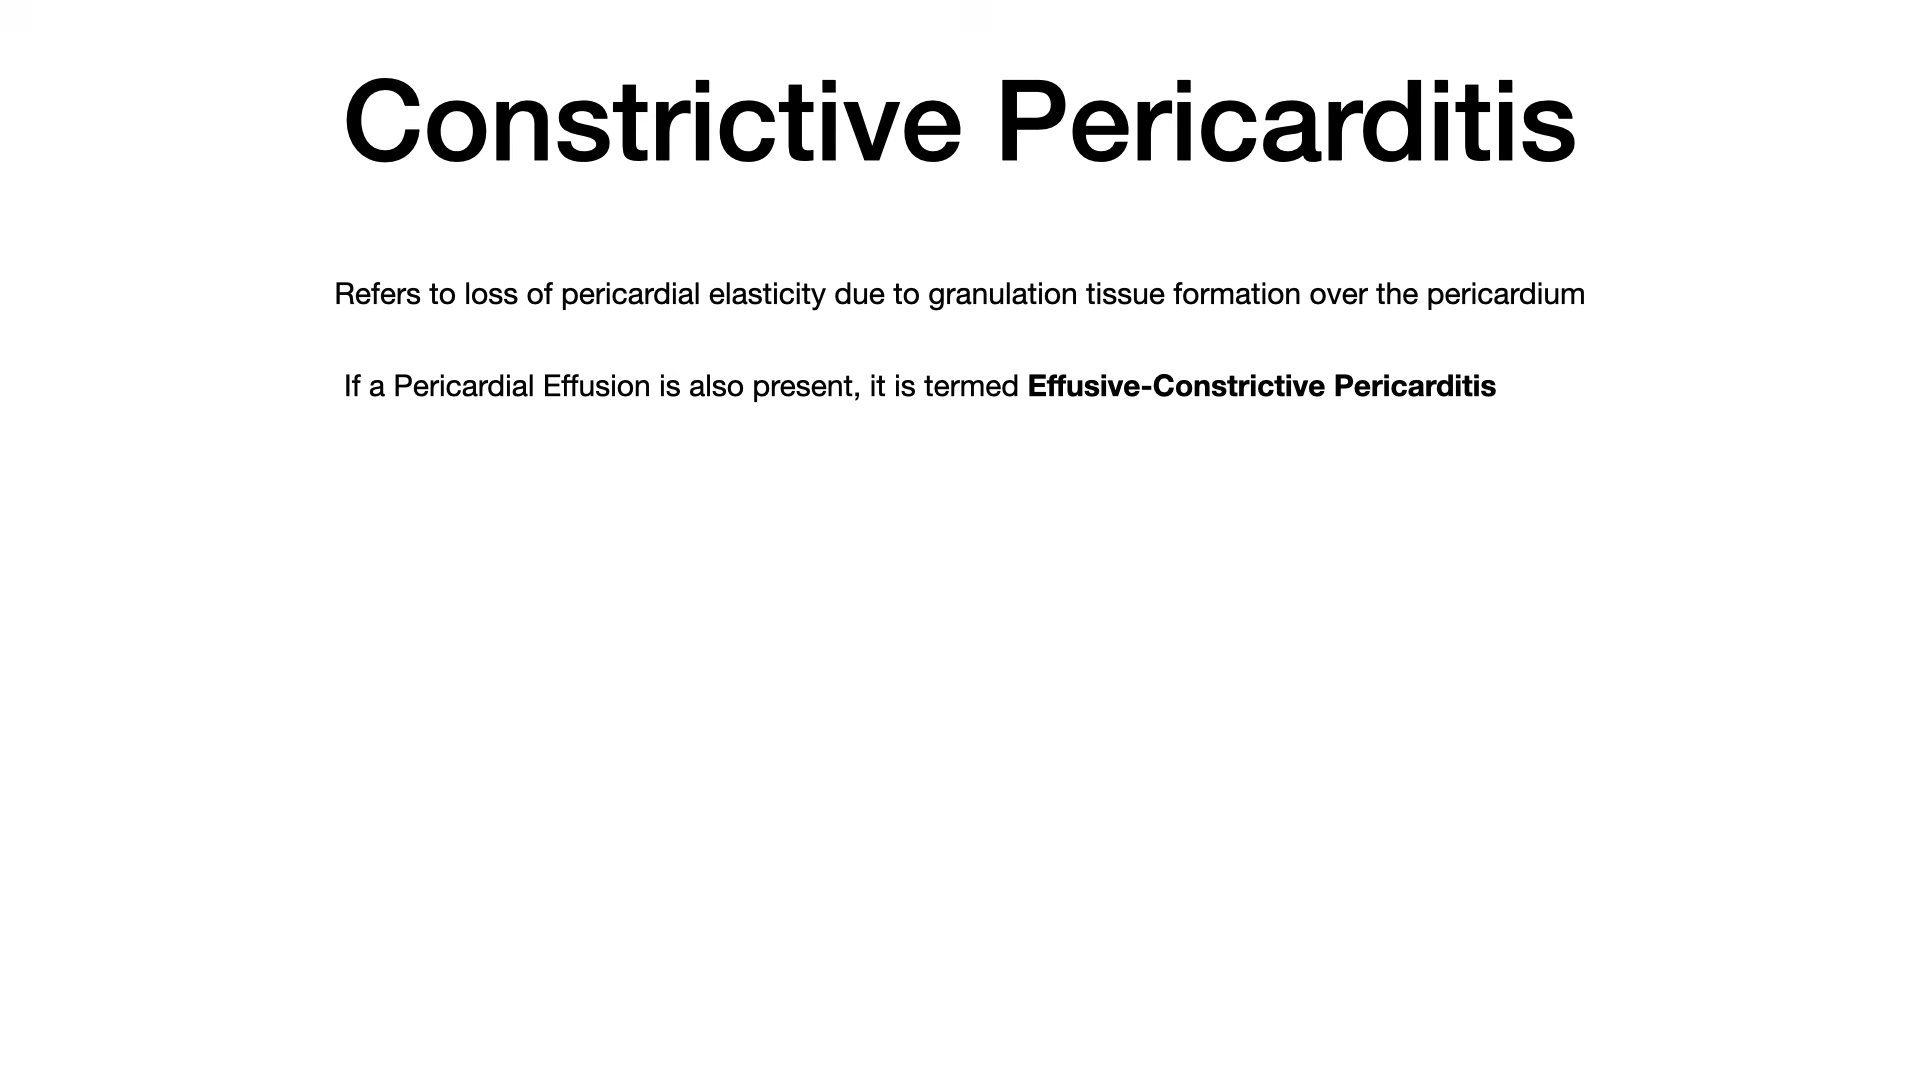 Constrictive Pericarditis
Refers to loss of pericardial elasticity due to granulation tissue formation over the pericardium
If a Pericardial Effusion is also present, it is termed Effusive-Constrictive Pericarditis